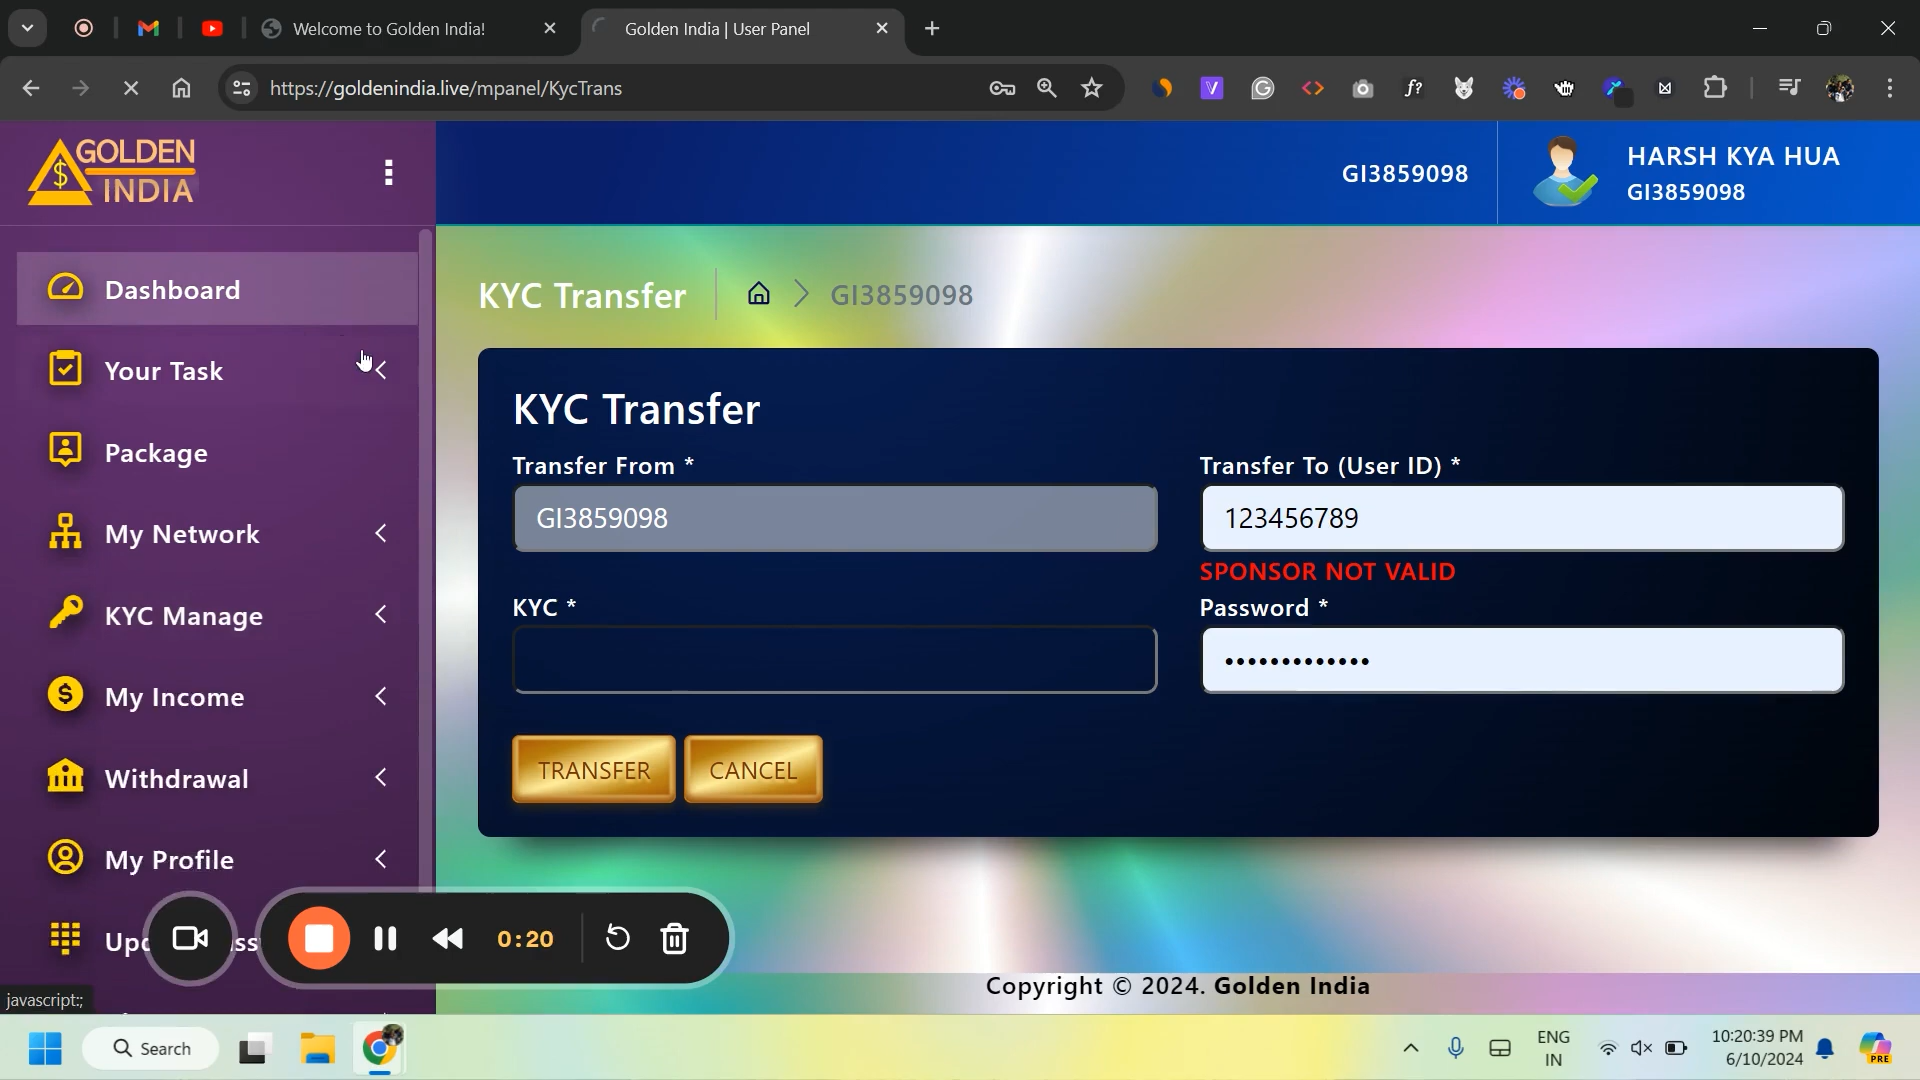 Welcome to Golden India!
Golden India | User Panel
https://goldenindia.live/mpanel/KycTrans
GOLDEN
INDIA
GI3859098
HARSH KYA HUA
GI3859098
Dashboard
Your Task
Package
My Network
KYC Manage
My Income
Withdrawal
My Profile
KYC Transfer
GI3859098
KYC Transfer
Transfer From *
GI3859098
Transfer To (User ID) *
123456789
SPONSOR NOT VALID
KYC *
Password *
•••••••••••••
TRANSFER
CANCEL
0:20
Copyright © 2024. Golden India
javascript:;
Search
ENG
IN
10:20:39 PM
6/10/2024
PRE